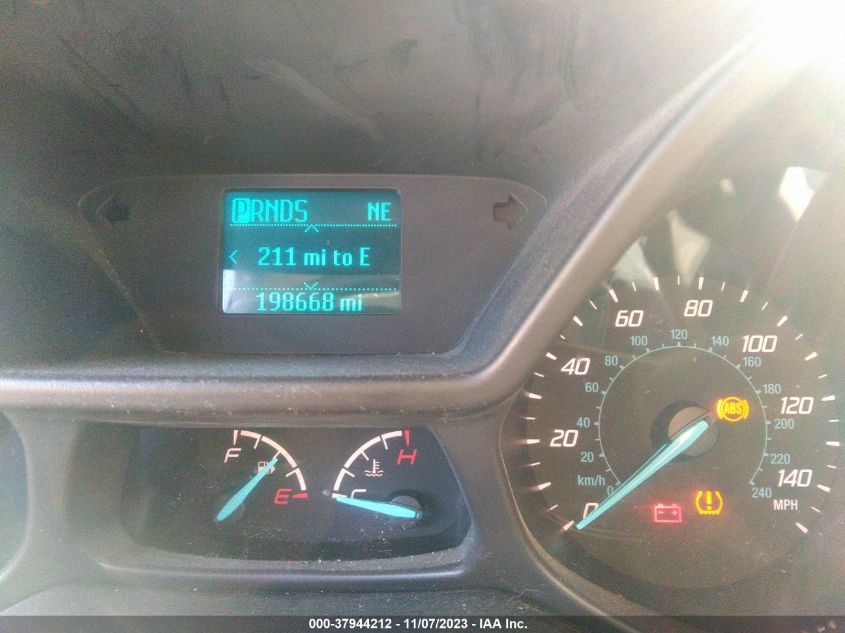 PRNDS NE
< 211 mi to E
198668 mi
F E
C H
0 20 40 60 80 100 120 140
MPH
0 20 40 60 80 100 120 140 160 180 200 220 240
km/h
ABS
000-37944212 - 11/07/2023 - IAA Inc.